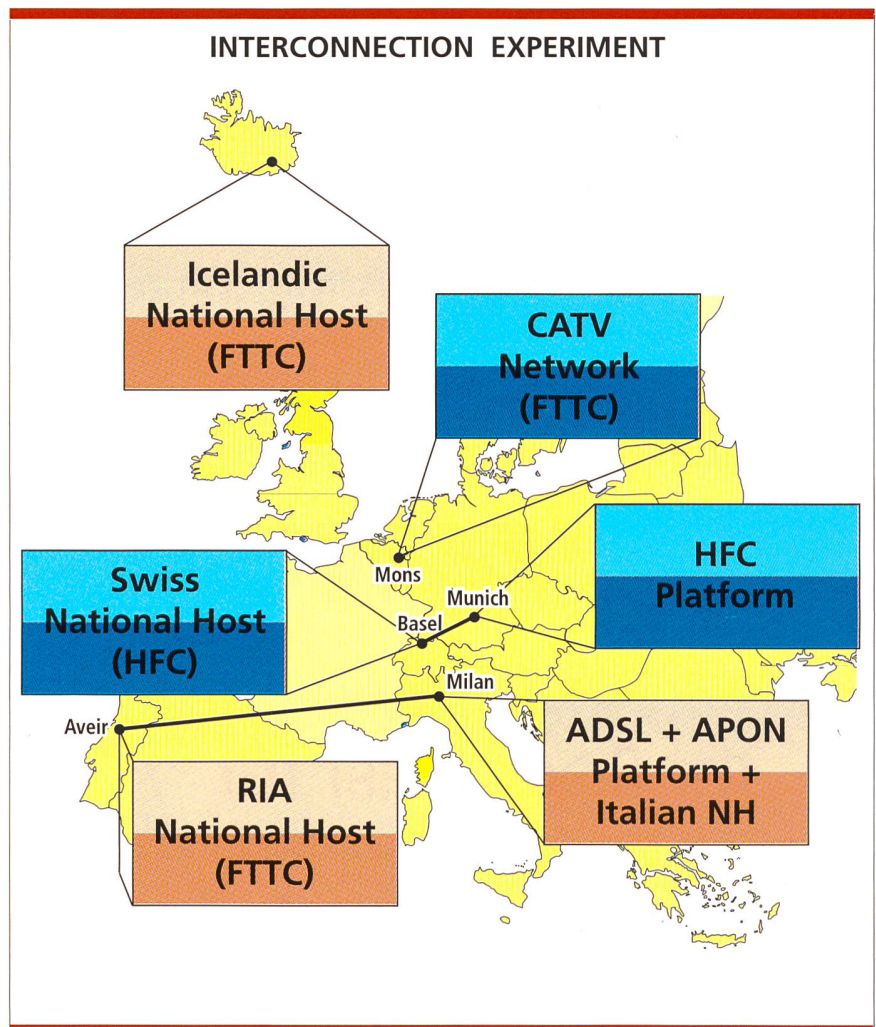 INTERCONNECTION EXPERIMENT
Icelandic
National Host
(FTTC)
CATV
Network
(FTTC)
Mons
HFC
Platform
Swiss
National Host
(HFC)
Munich
Basel
Milan
Aveir
ADSL + APON
Platform +
Italian NH
RIA
National Host
(FTTC)